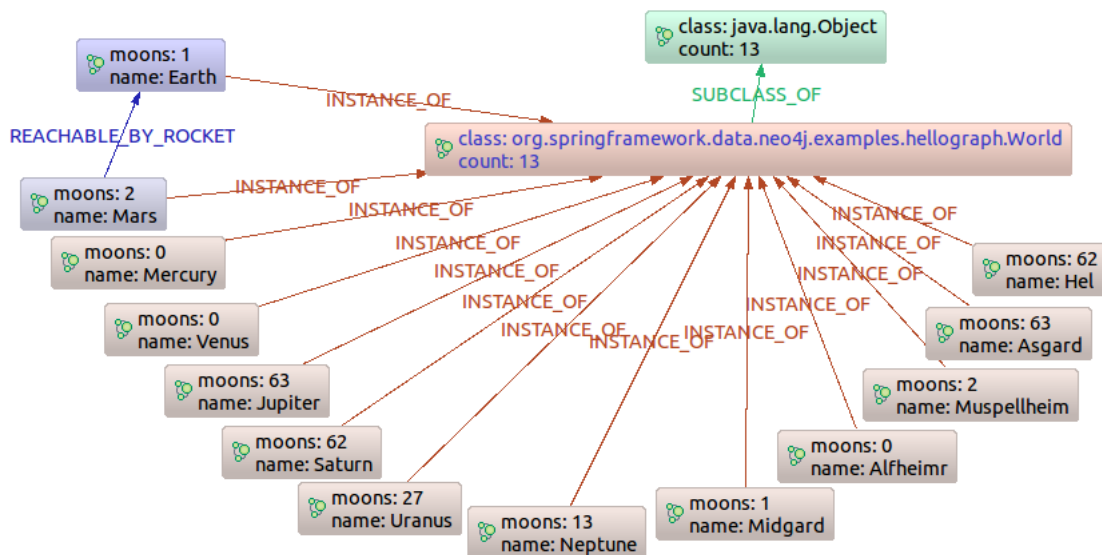 moons: 1
name: Earth
class: java.lang.Object
count: 13
INSTANCE_OF
SUBCLASS_OF
REACHABLE_BY_ROCKET
class: org.springframework.data.neo4j.examples.hellograph.World
count: 13
moons: 2
name: Mars
INSTANCE_OF
INSTANCE_OF
moons: 0
name: Mercury
INSTANCE_OF
INSTANCE_OF
moons: 62
name: Hel
INSTANCE_OF
INSTANCE_OF
INSTANCE_OF
INSTANCE_OF
moons: 0
name: Venus
INSTANCE_OF
INSTANCE_OF
INSTANCE_OF
INSTANCE_OF
moons: 63
name: Asgard
moons: 63
name: Jupiter
moons: 2
name: Muspellheim
moons: 62
name: Saturn
moons: 0
name: Alfheimr
moons: 27
name: Uranus
moons: 1
name: Midgard
moons: 13
name: Neptune